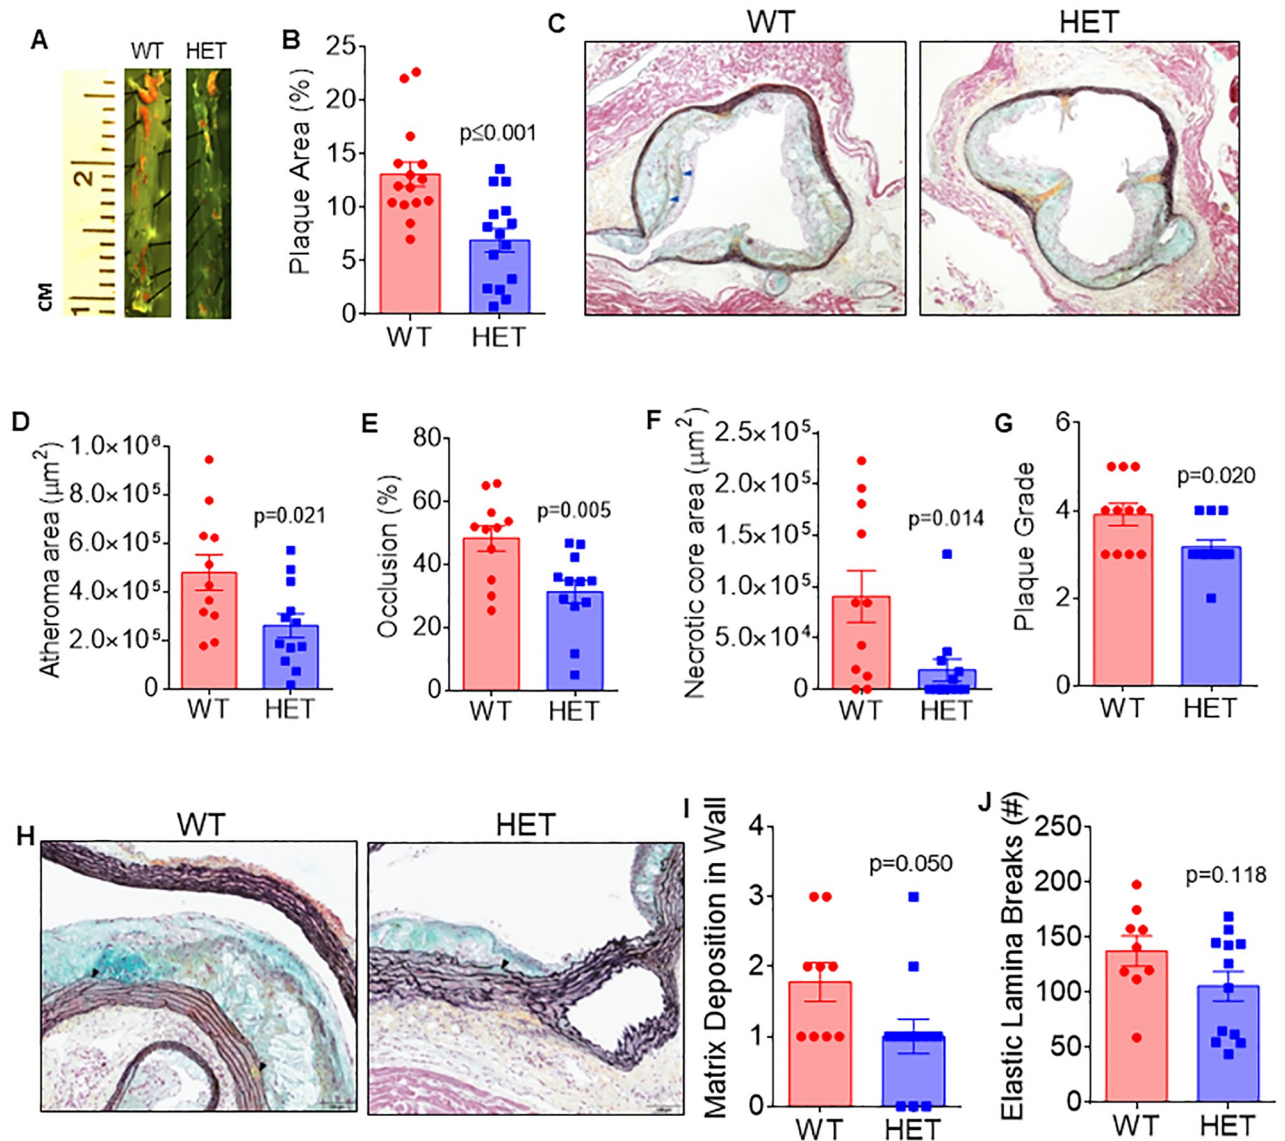 A
WT HET
2
1
CM
B
Plaque Area (%)
25
20
15
10
5
0
p≤0.001
WT HET
C
WT HET
D
Atheroma area (μm²)
1.0×10⁶
8.0×10⁵
6.0×10⁵
4.0×10⁵
2.0×10⁵
0
p=0.021
WT HET
E
Occlusion (%)
80
60
40
20
0
p=0.005
WT HET
F
Necrotic core area (μm²)
2.5×10⁵
2.0×10⁵
1.5×10⁵
1.0×10⁵
5.0×10⁴
0
p=0.014
WT HET
G
Plaque Grade
6
4
2
0
p=0.020
WT HET
H
WT HET
I
Matrix Deposition in Wall
4
3
2
1
0
p=0.050
WT HET
J
Elastic Lamina Breaks (#)
250
200
150
100
50
0
p=0.118
WT HET